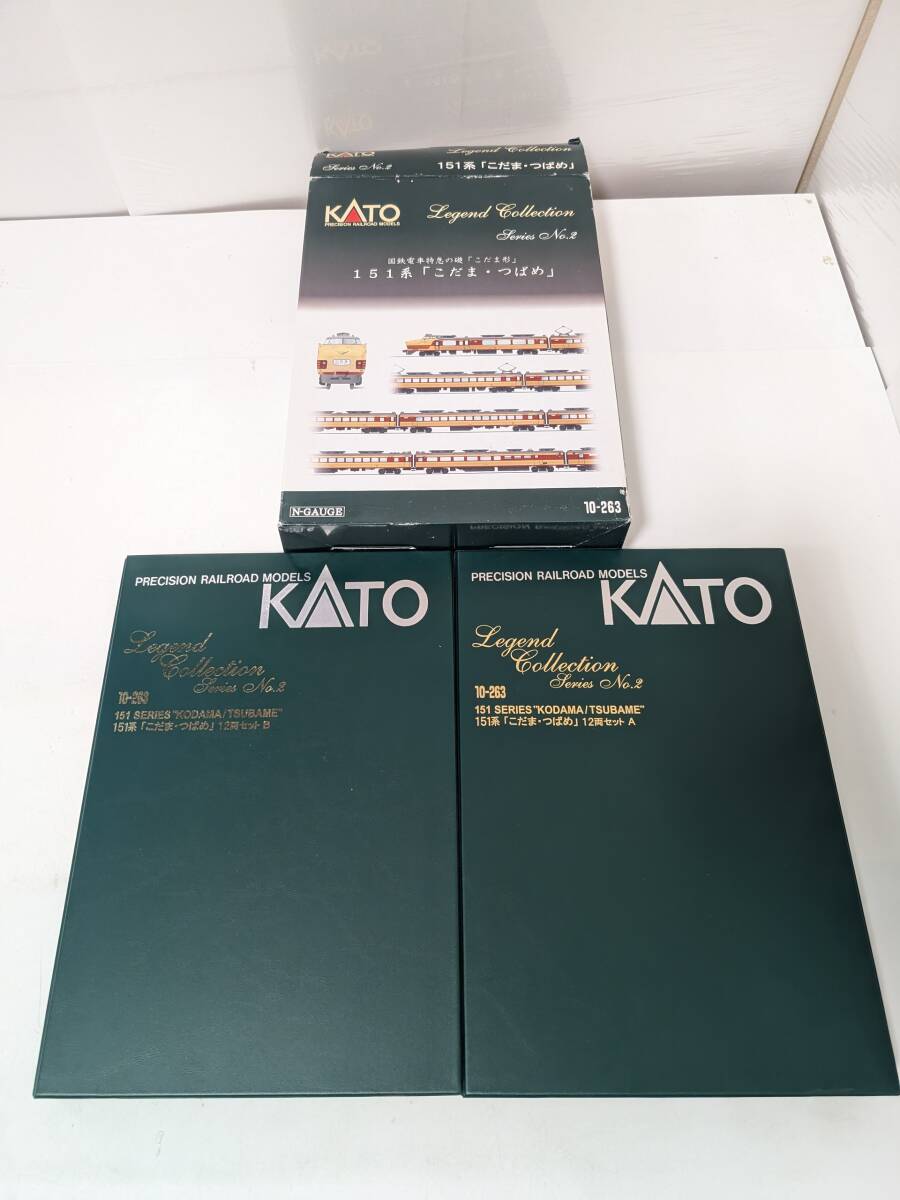 KATO
Legend Collection
Series No.2
151系「こだま・つばめ」
KATO
PRECISION RAILROAD MODELS
Legend Collection
Series No.2
国鉄電車特急の礎「こだま形」
151系「こだま・つばめ」
N-GAUGE
10-263
PRECISION RAILROAD MODELS
KATO
Legend
Collection
Series No.2
10-263
151 SERIES "KODAMA/TSUBAME"
151系「こだま・つばめ」12両セット B
PRECISION RAILROAD MODELS
KATO
Legend
Collection
Series No.2
10-263
151 SERIES "KODAMA/TSUBAME"
151系「こだま・つばめ」12両セット A